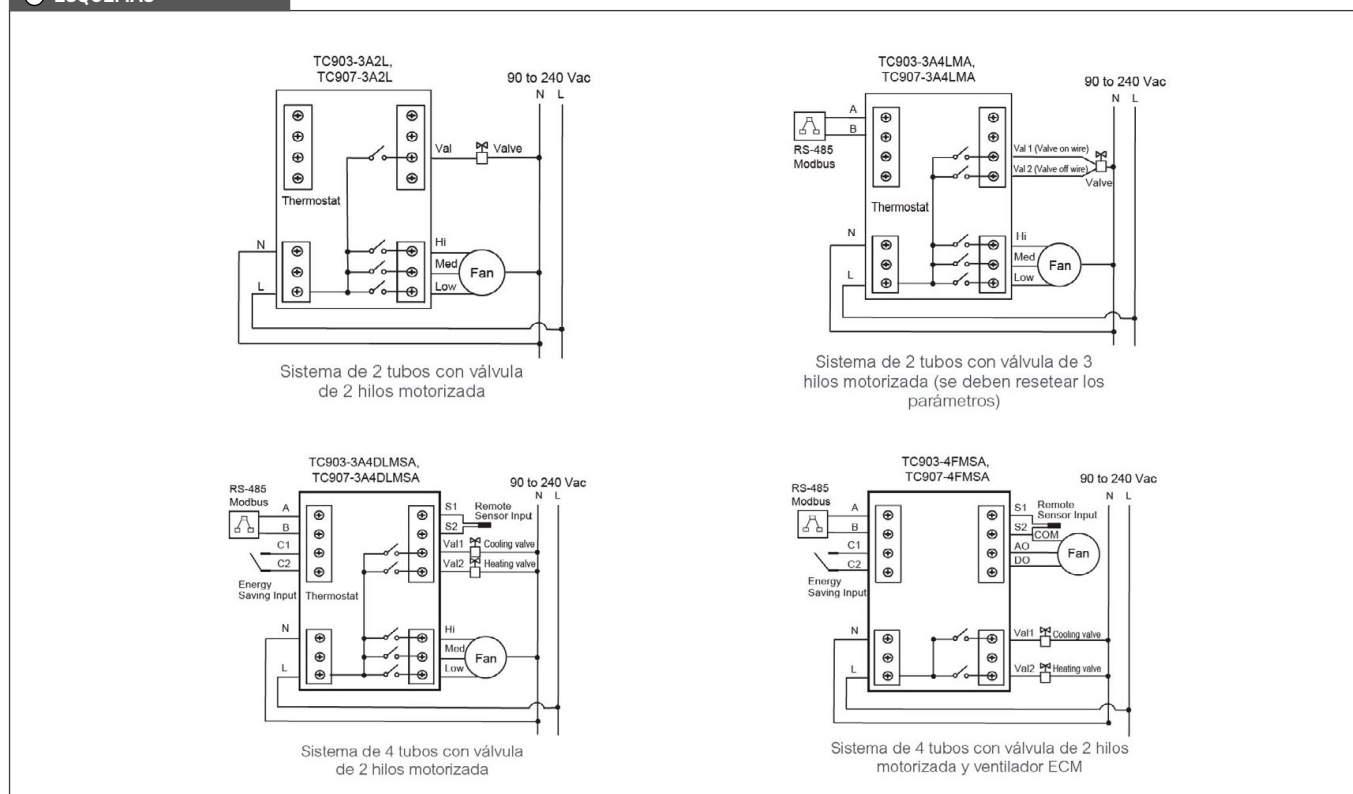 ESQUEMAS
TC903-3A2L,
TC907-3A2L
90 to 240 Vac
N L
Val
Valve
Thermostat
N
L
Hi
Med
Low
Fan
Sistema de 2 tubos con válvula
de 2 hilos motorizada
TC903-3A4LMA,
TC907-3A4LMA
90 to 240 Vac
N L
A
B
RS-485
Modbus
Val 1 (Valve on wire)
Val 2 (Valve off wire)
Valve
Thermostat
N
L
Hi
Med
Low
Fan
Sistema de 2 tubos con válvula de 3
hilos motorizada (se deben resetear los
parámetros)
TC903-3A4DLMSA,
TC907-3A4DLMSA
90 to 240 Vac
N L
RS-485
Modbus
A
B
C1
C2
Energy
Saving Input
Thermostat
S1
S2
Remote
Sensor Input
Val1
Cooling valve
Val2
Heating valve
N
L
Hi
Med
Low
Fan
Sistema de 4 tubos con válvula
de 2 hilos motorizada
TC903-4FMSA,
TC907-4FMSA
90 to 240 Vac
N L
RS-485
Modbus
A
B
C1
C2
Energy
Saving Input
S1
S2
Remote
Sensor Input
COM
AO
DO
Fan
N
L
Val1
Cooling valve
Val2
Heating valve
Sistema de 4 tubos con válvula de 2 hilos
motorizada y ventilador ECM